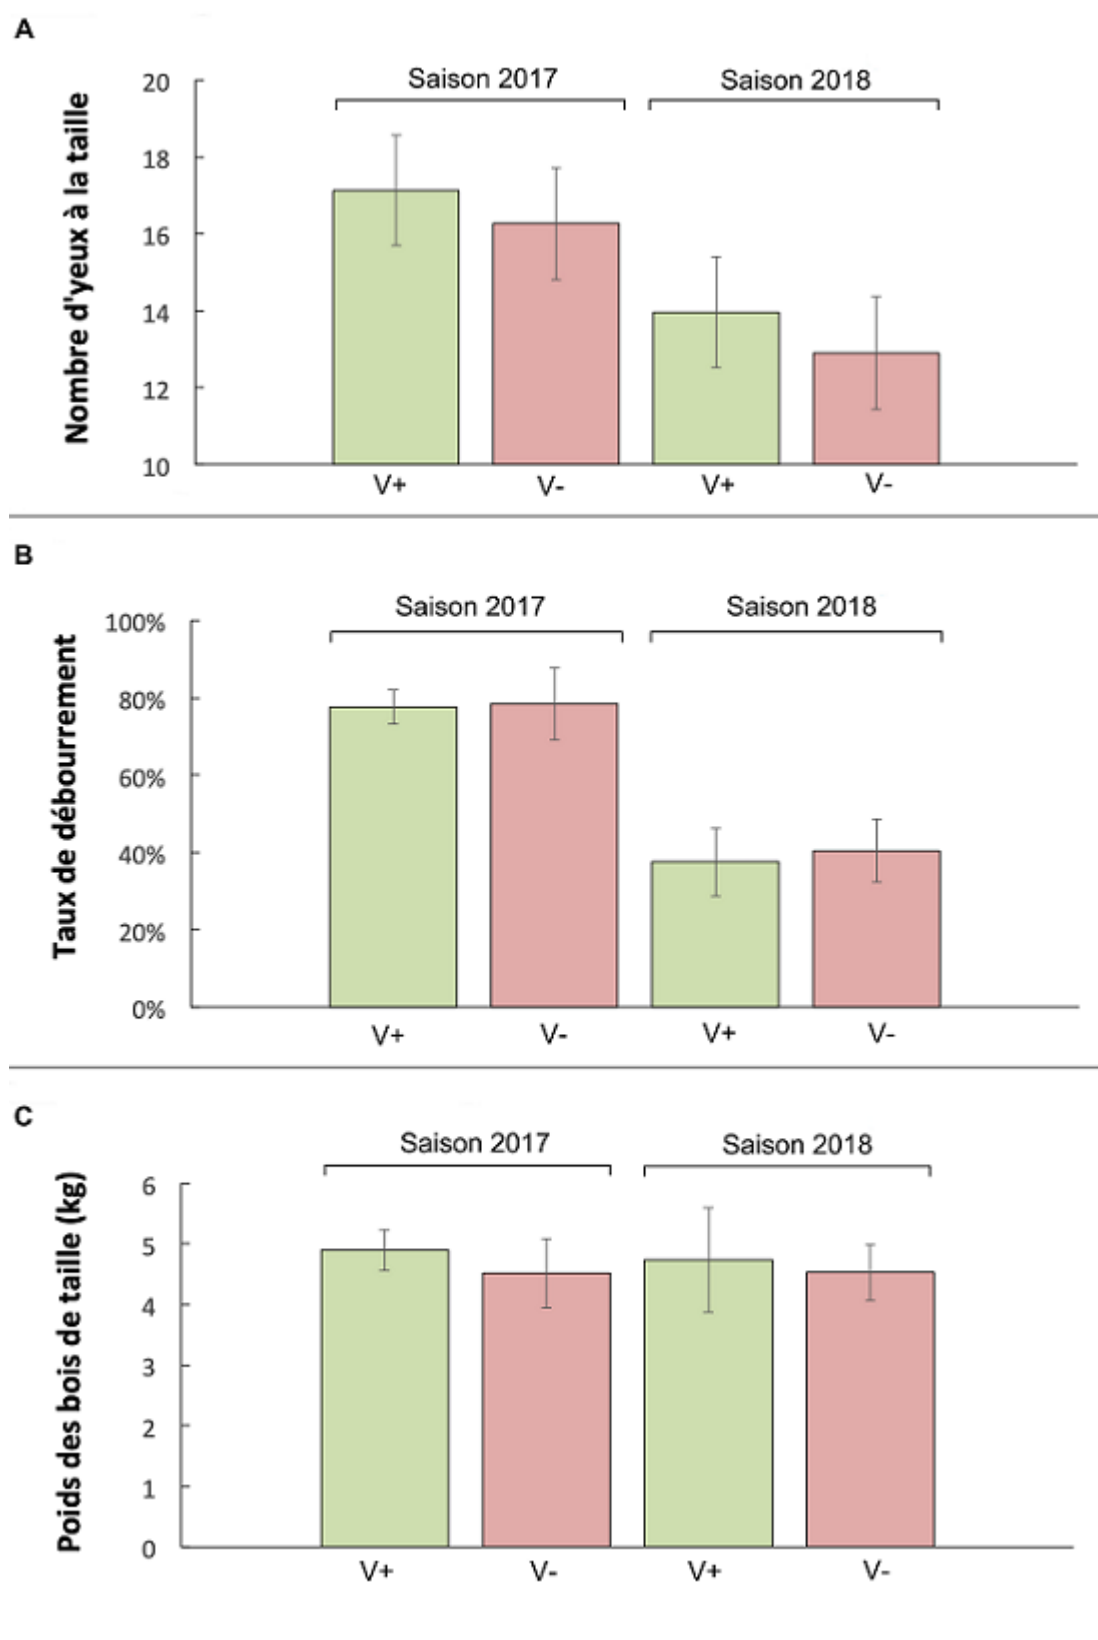 A
Saison 2017
Saison 2018
Nombre d'yeux à la taille
20
18
16
14
12
10
V+
V-
V+
V-
B
Saison 2017
Saison 2018
Taux de débourrement
100%
80%
60%
40%
20%
0%
V+
V-
V+
V-
C
Saison 2017
Saison 2018
Poids des bois de taille (kg)
6
5
4
3
2
1
0
V+
V-
V+
V-